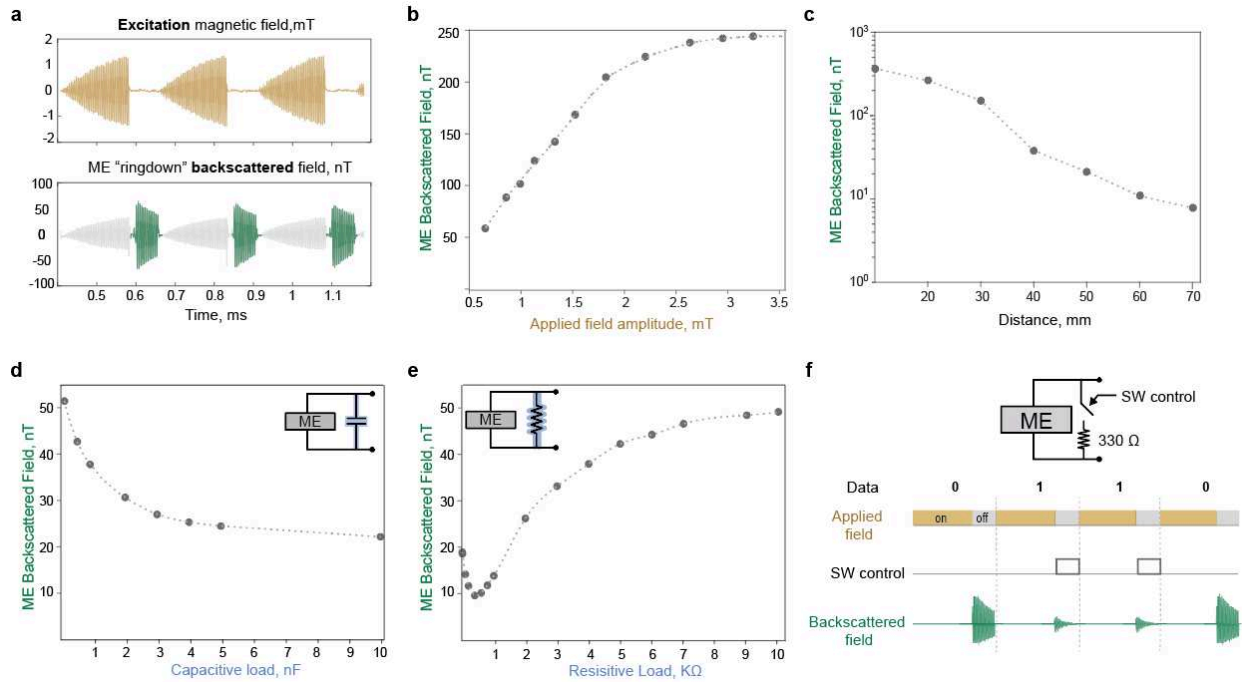 a
Excitation magnetic field,mT
2
1
0
-1
-2
ME “ringdown” backscattered field, nT
100
50
0
-50
-100
0.5 0.6 0.7 0.8 0.9 1 1.1
Time, ms
b
ME Backscattered Field, nT
250
200
150
100
50
0.5 1 1.5 2 2.5 3 3.5
Applied field amplitude, mT
c
ME Backscattered Field, nT
10³
10²
10¹
10⁰
20 30 40 50 60 70
Distance, mm
d
ME Backscattered Field, nT
50
40
30
20
10
ME
1 2 3 4 5 6 7 8 9 10
Capacitive load, nF
e
ME Backscattered Field, nT
50
40
30
20
10
ME
1 2 3 4 5 6 7 8 9 10
Resisitive Load, KΩ
f
ME
SW control
330 Ω
Data 0 1 1 0
Applied field
on off
SW control
Backscattered field